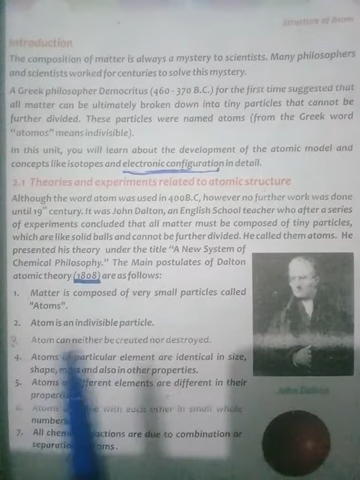 Structure of Atom
Introduction
The composition of matter is always a mystery to scientists. Many philosophers
and scientists worked for centuries to solve this mystery.
A Greek philosopher Democritus (460 - 370 B.C.) for the first time suggested that
all matter can be ultimately broken down into tiny particles that cannot be
further divided. These particles were named atoms (from the Greek word
"atomos" means indivisible).
In this unit, you will learn about the development of the atomic model and
concepts like isotopes and electronic configuration in detail.
2.1 Theories and experiments related to atomic structure
Although the word atom was used in 400B.C, however no further work was done
until 19th century. It was John Dalton, an English School teacher who after a series
of experiments concluded that all matter must be composed of tiny particles,
which are like solid balls and cannot be further divided. He called them atoms. He
presented his theory under the title "A New System of
Chemical Philosophy." The Main postulates of Dalton
atomic theory (1808) are as follows:
1. Matter is composed of very small particles called
"Atoms".
2. Atom is an indivisible particle.
3. Atom can neither be created nor destroyed.
4. Atoms particular element are identical in size,
shape, and also in other properties.
5. Atoms different elements are different in their
6. Atoms with each other in small whole
7. All are due to combination or
John Dalton